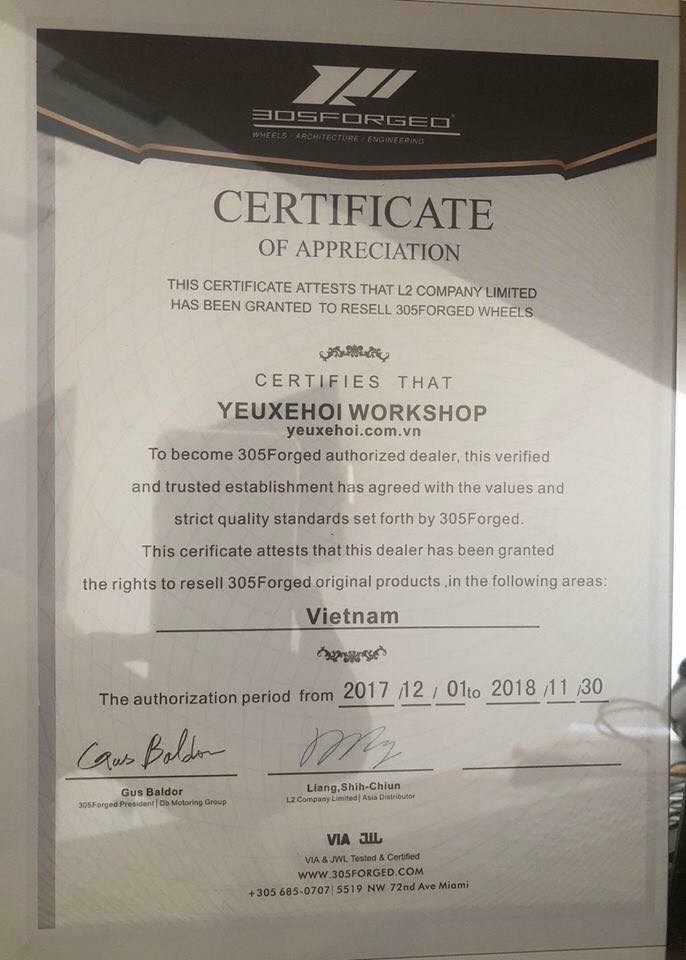 305FORGED®
WHEELS · ARCHITECTURE · ENGINEERING
CERTIFICATE
OF APPRECIATION
THIS CERTIFICATE ATTESTS THAT L2 COMPANY LIMITED
HAS BEEN GRANTED TO RESELL 305FORGED WHEELS
CERTIFIES THAT
YEUXEHOI WORKSHOP
yeuxehoi.com.vn
To become 305Forged authorized dealer, this verified
and trusted establishment has agreed with the values and
strict quality standards set forth by 305Forged.
This cerificate attests that this dealer has been granted
the rights to resell 305Forged original products ,in the following areas:
Vietnam
The authorization period from 2017 /12 / 01to 2018 /11 /30
Gus Baldor
Gus Baldor
305Forged President | Db Motoring Group
Liang,Shih-Chiun
L2 Company Limited | Asia Distributor
VIA JWL
VIA & JWL Tested & Certified
WWW.305FORGED.COM
+305 685-0707 | 5519 NW 72nd Ave Miami